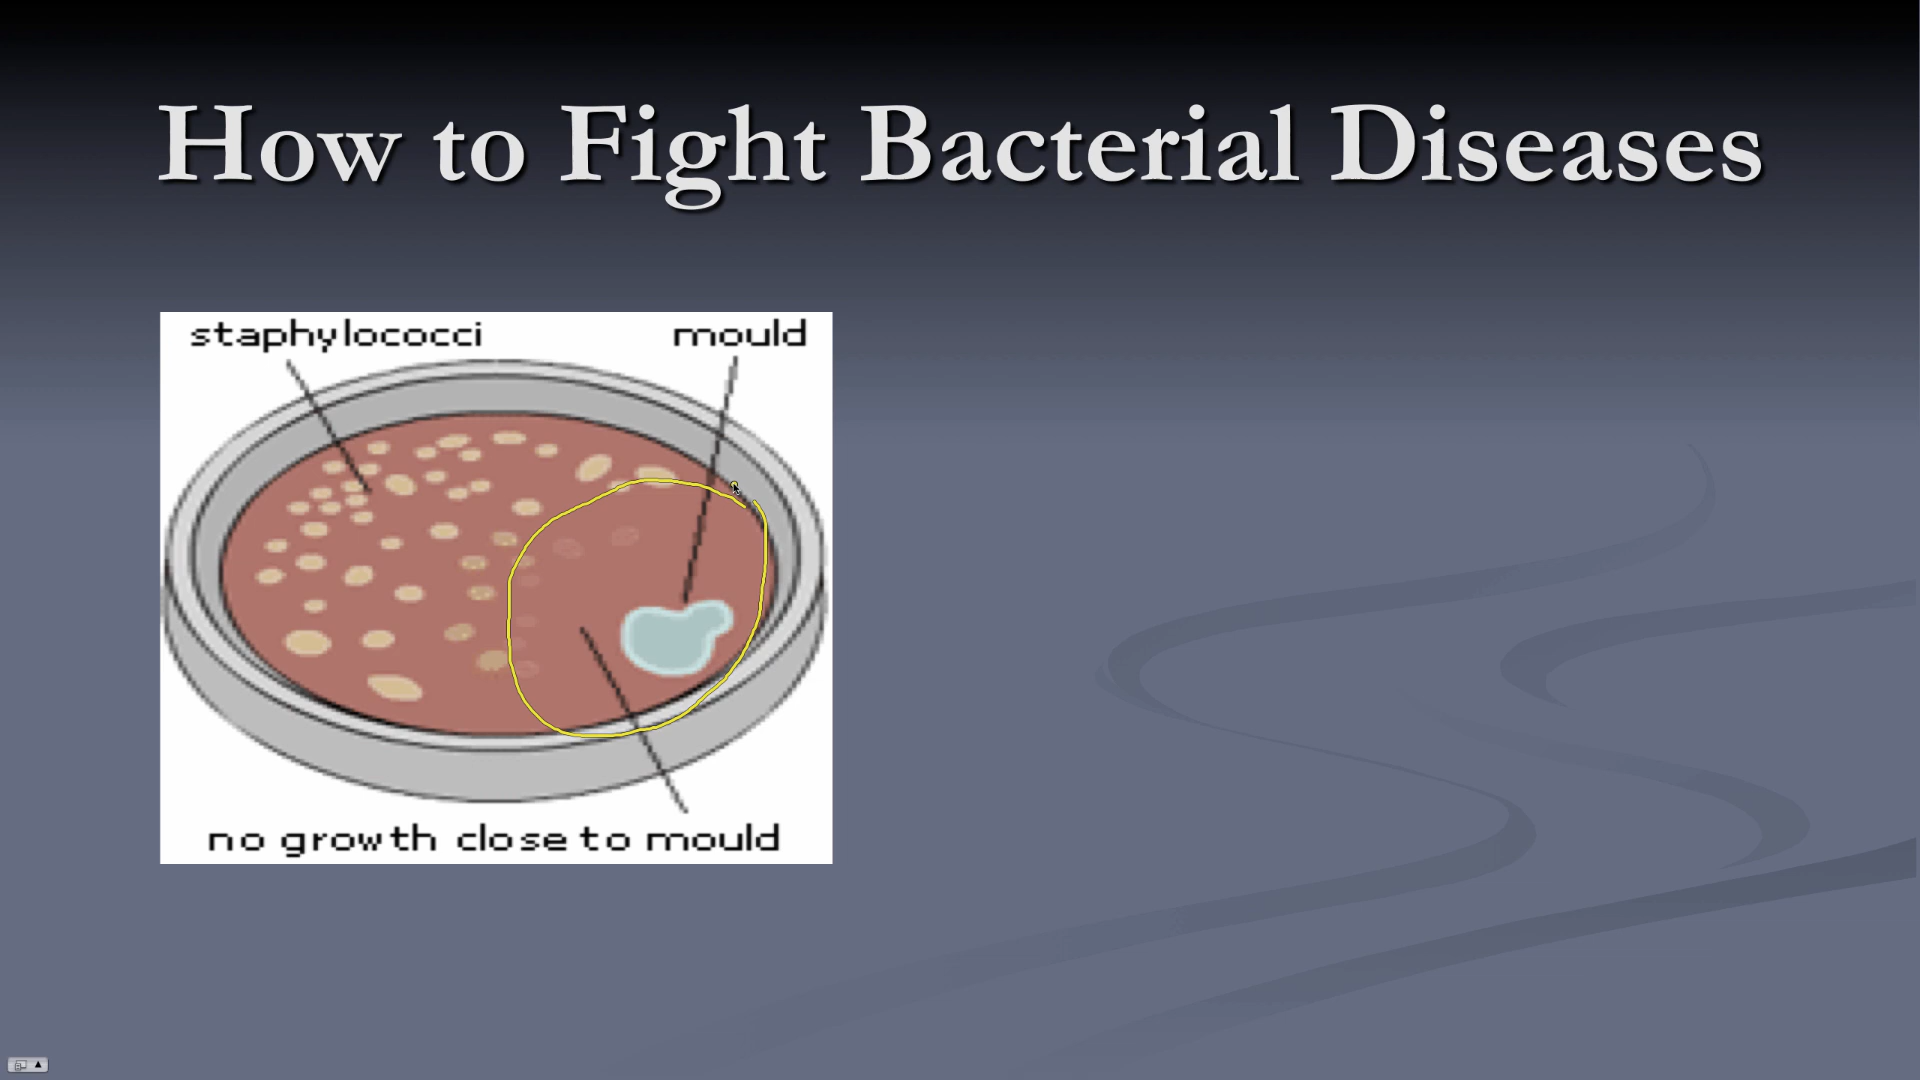 How to Fight Bacterial Diseases
staphylococci
mould
no growth close to mould